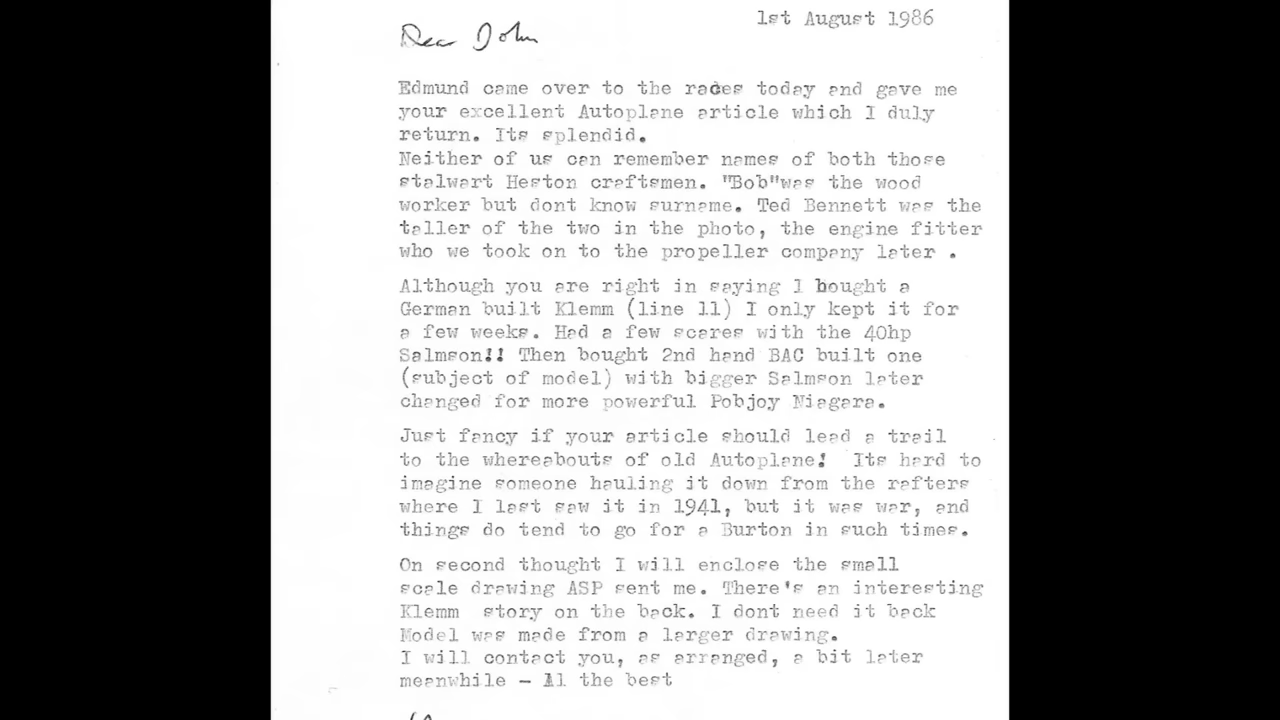 1st August 1986
Dear John
Edmund came over to the races today and gave me
your excellent Autoplane article which I duly
return. Its splendid.
Neither of us can remember names of both those
stalwart Heston craftsmen. "Bob"was the wood
worker but dont know surname. Ted Bennett was the
taller of the two in the photo, the engine fitter
who we took on to the propeller company later .
Although you are right in saying I bought a
German built Klemm (line 11) I only kept it for
a few weeks. Had a few scares with the 40hp
Salmson!! Then bought 2nd hand BAC built one
(subject of model) with bigger Salmson later
changed for more powerful Pobjoy Niagara.
Just fancy if your article should lead a trail
to the whereabouts of old Autoplane! Its hard to
imagine someone hauling it down from the rafters
where I last saw it in 1941, but it was war, and
things do tend to go for a Burton in such times.
On second thought I will enclose the small
scale drawing ASP sent me. There's an interesting
Klemm story on the back. I dont need it back
Model was made from a larger drawing.
I will contact you, as arranged, a bit later
meanwhile - All the best